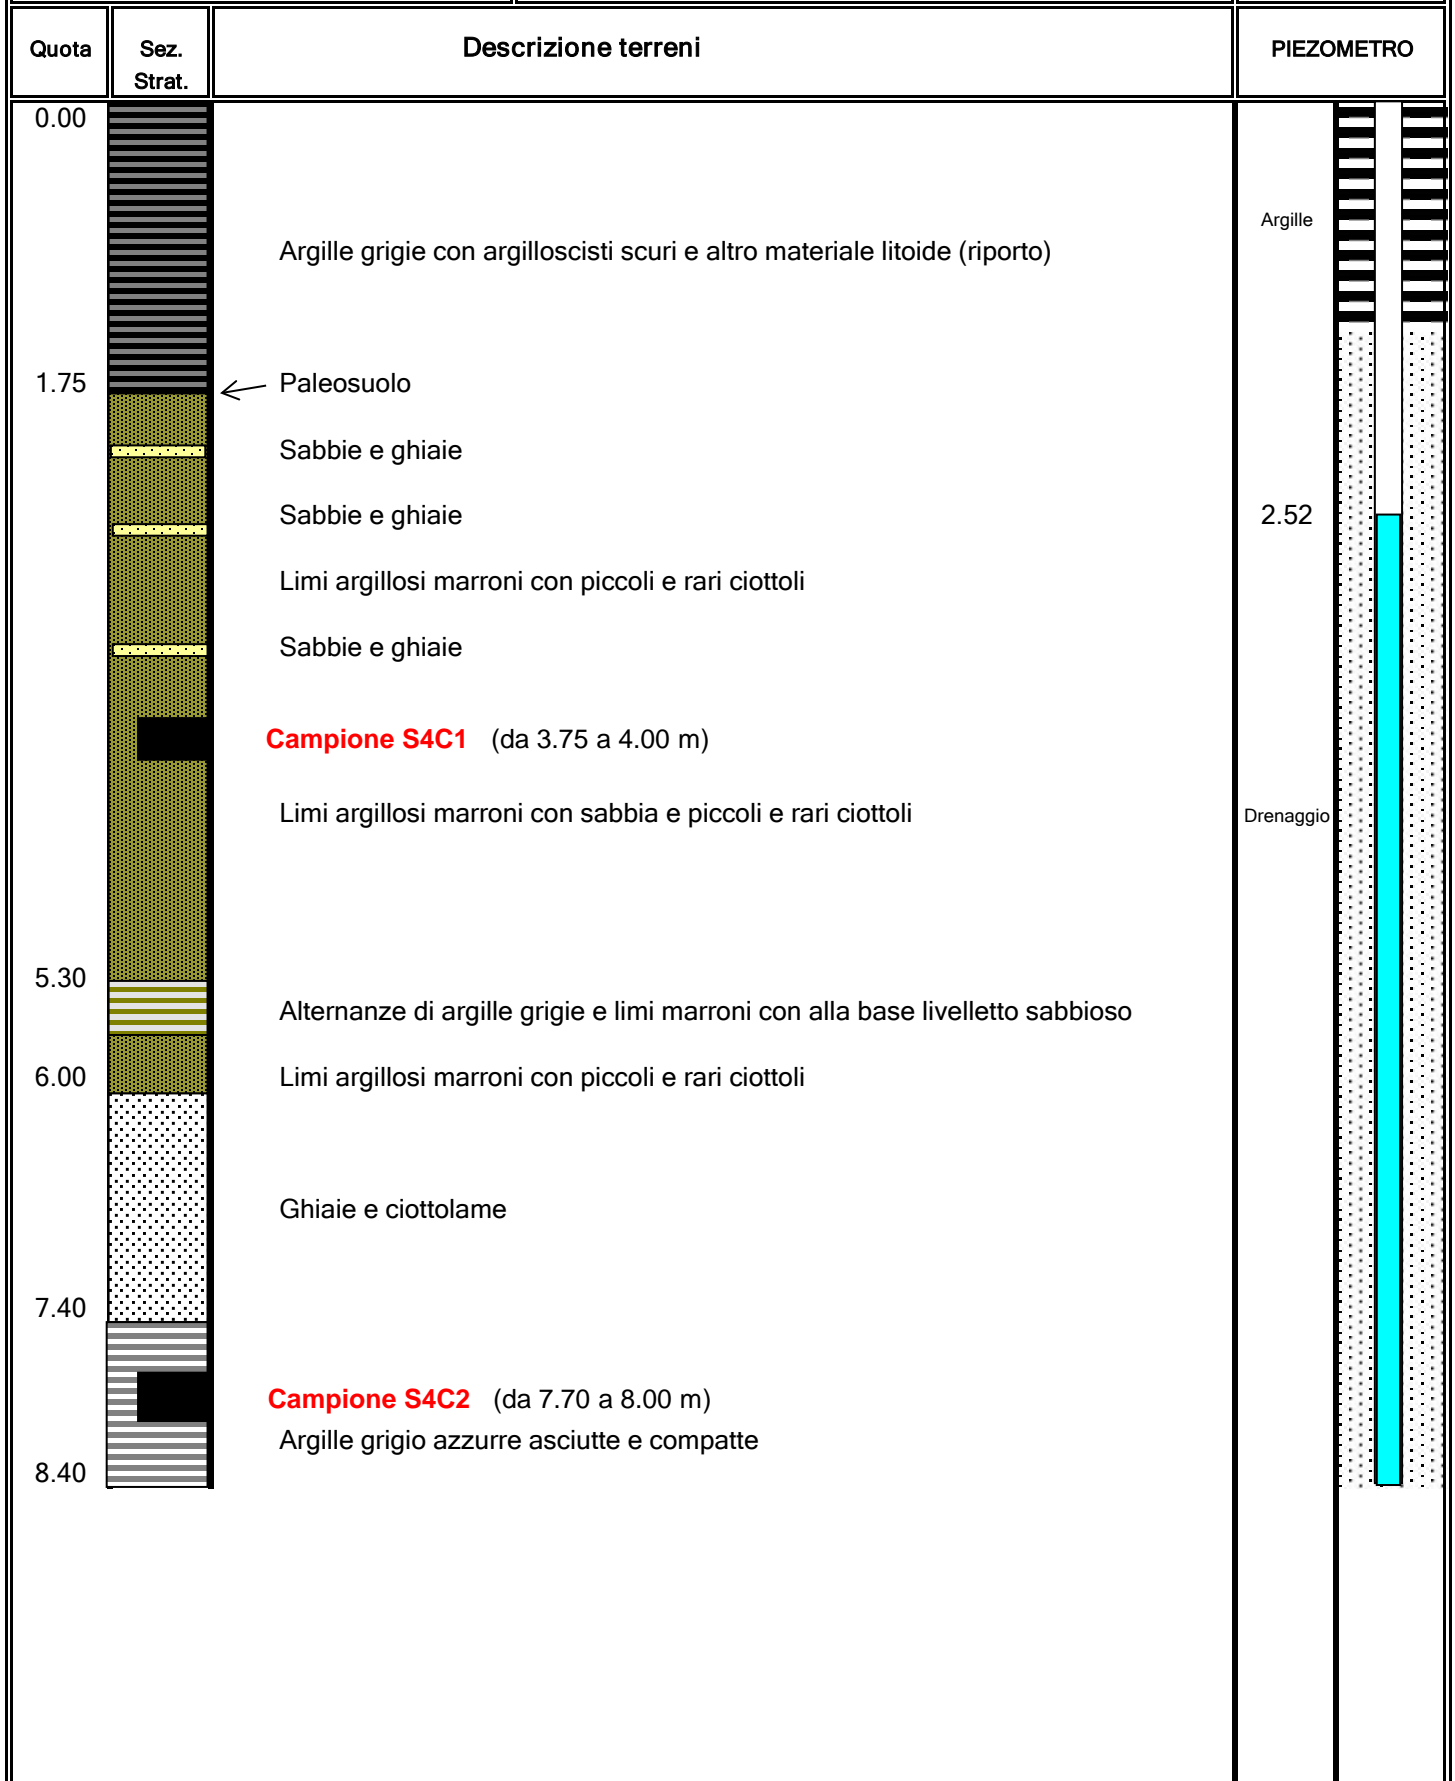 Quota
Sez.
Strat.
Descrizione terreni
PIEZOMETRO
0.00
Argille
Argille grigie con argilloscisti scuri e altro materiale litoide (riporto)
1.75
Paleosuolo
Sabbie e ghiaie
Sabbie e ghiaie
2.52
Limi argillosi marroni con piccoli e rari ciottoli
Sabbie e ghiaie
Campione S4C1 (da 3.75 a 4.00 m)
Limi argillosi marroni con sabbia e piccoli e rari ciottoli
Drenaggio
5.30
Alternanze di argille grigie e limi marroni con alla base livelletto sabbioso
6.00
Limi argillosi marroni con piccoli e rari ciottoli
Ghiaie e ciottolame
7.40
Campione S4C2 (da 7.70 a 8.00 m)
Argille grigio azzurre asciutte e compatte
8.40